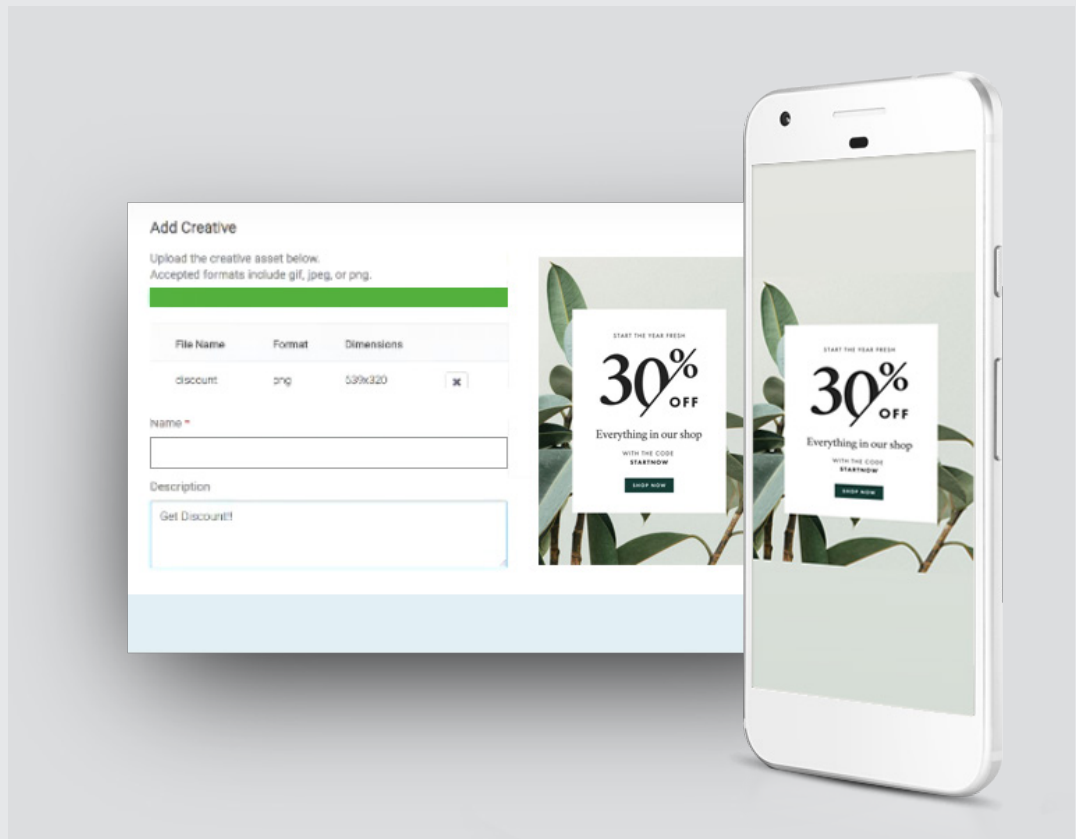 Add Creative
Upload the creative asset below.
Accepted formats include gif, jpeg, or png.
File Name Format Dimensions
discount png 539x320
Name *
Description
Get Discount!!
START THE YEAR FRESH
30%
OFF
Everything in our shop
WITH THE CODE
STARTNOW
SHOP NOW
START THE YEAR FRESH
30%
OFF
Everything in our shop
WITH THE CODE
STARTNOW
SHOP NOW